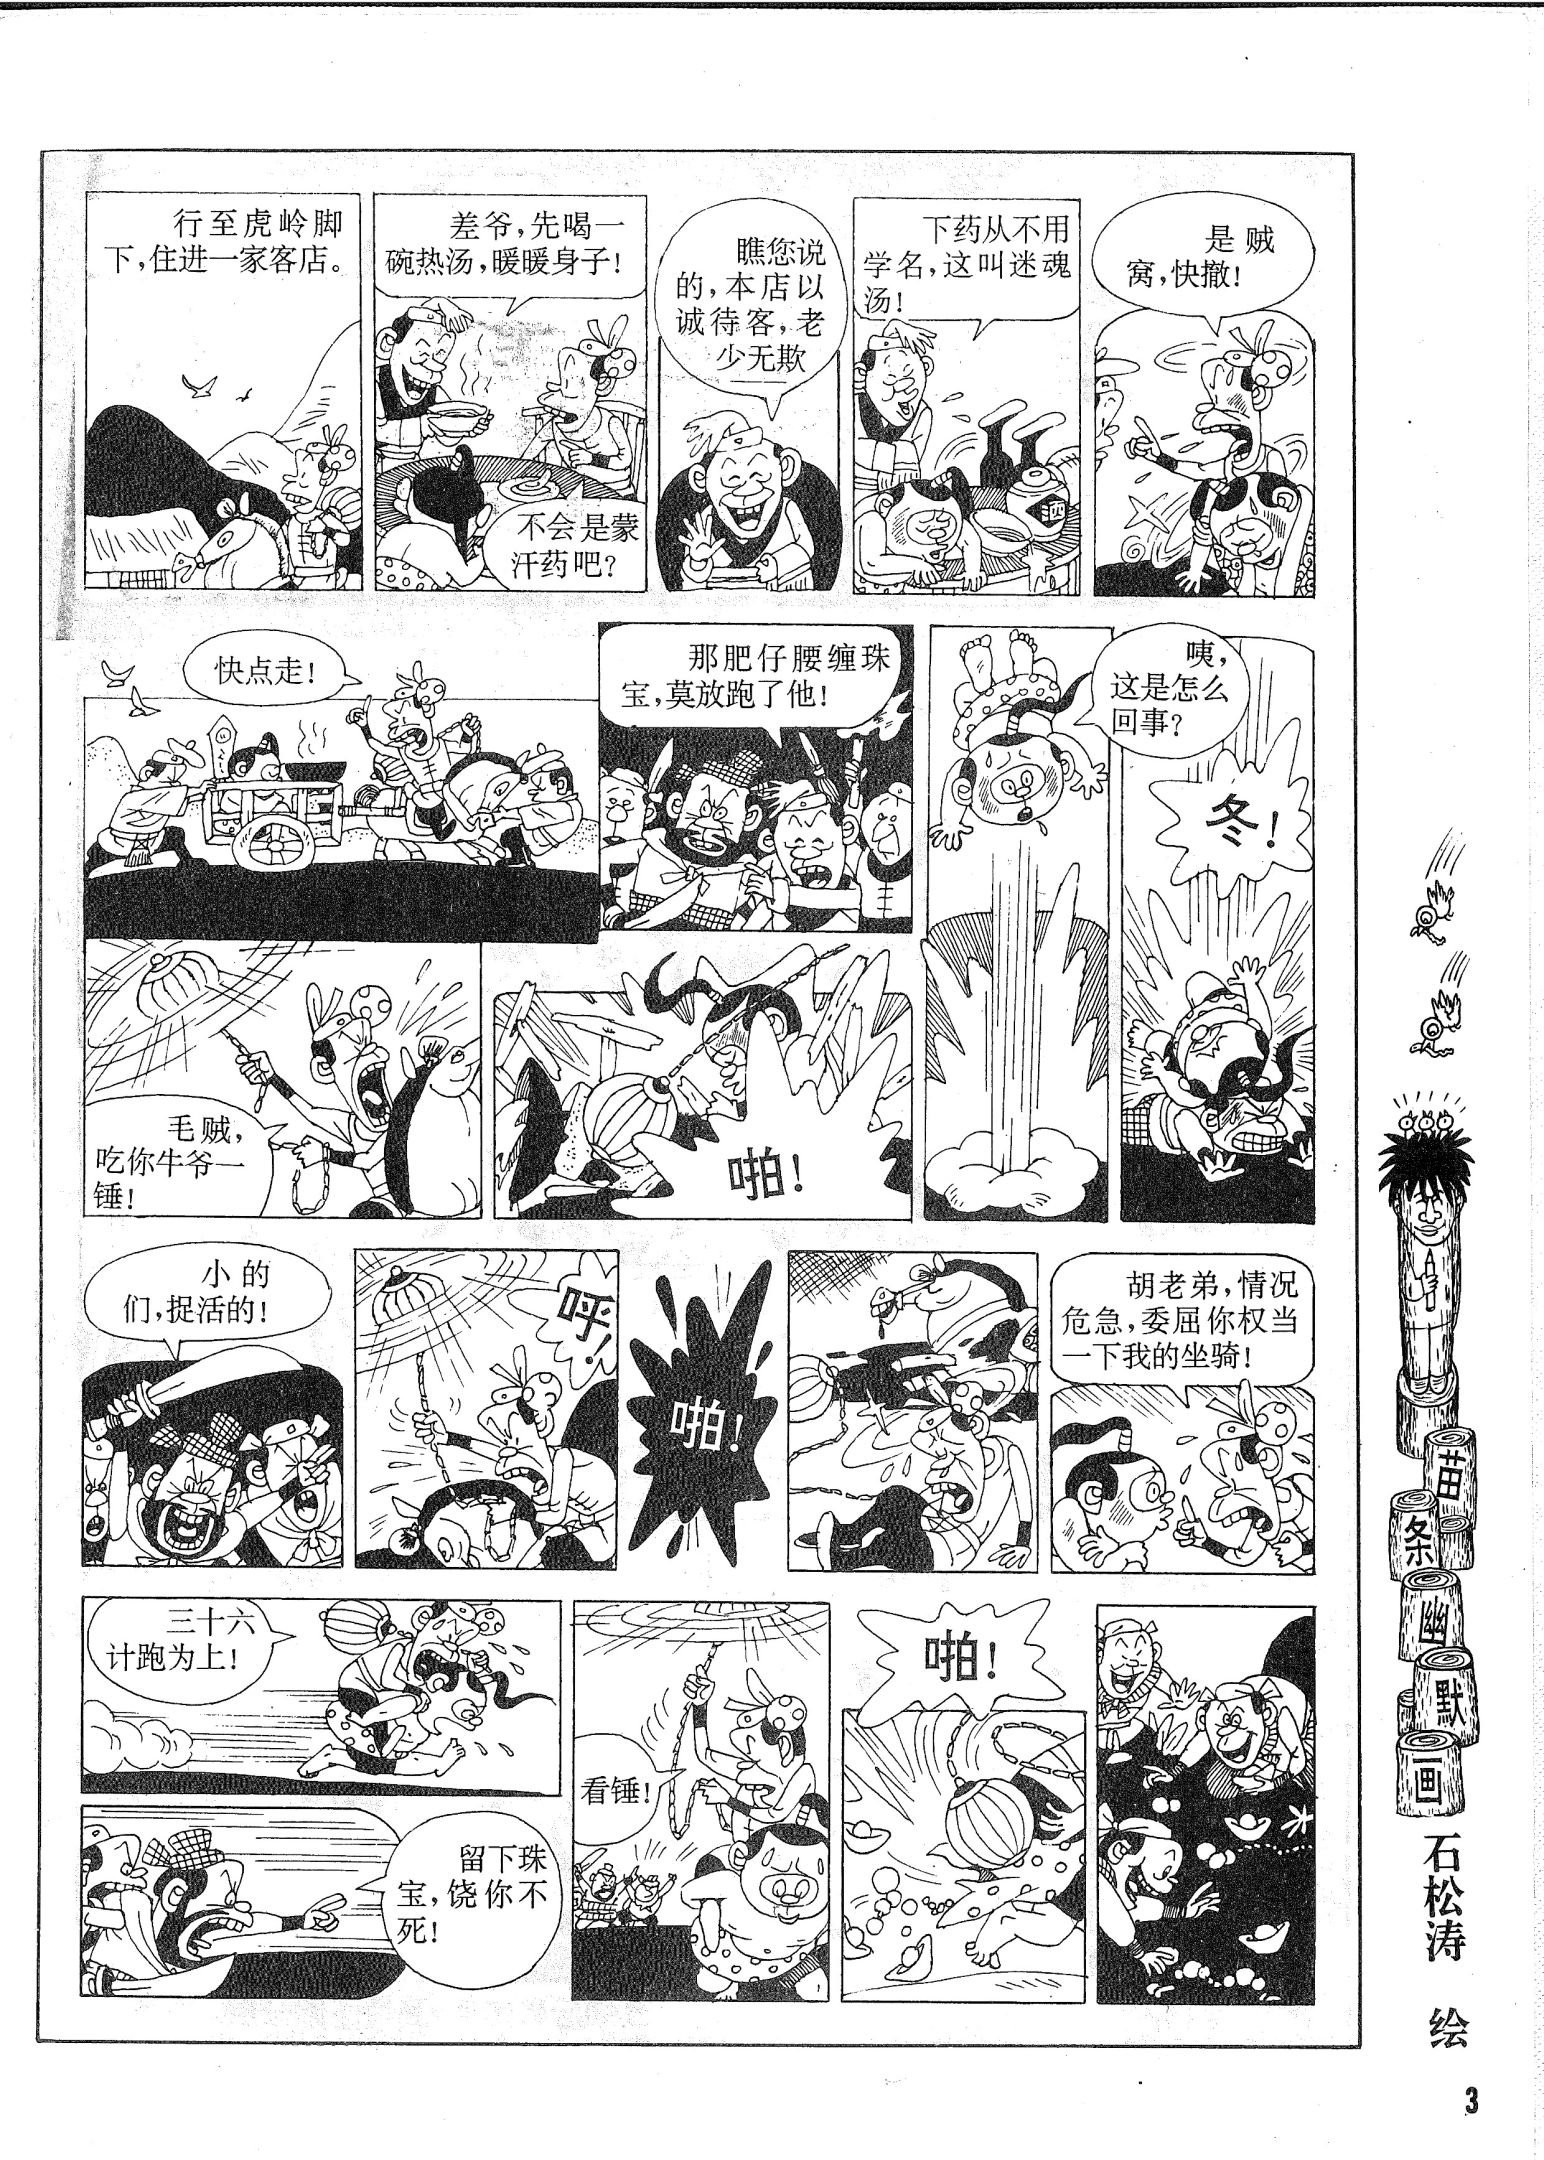 行至虎岭脚
下，住进一家客店。
差爷，先喝一
碗热汤，暖暖身子！
不会是蒙
汗药吧？
瞧您说
的，本店以
诚待客，老
少无欺
下药从不用
学名，这叫迷魂
汤！
酒
是贼
窝，快撤！
快点走！
那肥仔腰缠珠
宝，莫放跑了他！
毛贼，
吃你牛爷一
锤！
啪！
咦，
这是怎么
回事？
冬！
小的
们，捉活的！
呼！
啪！
胡老弟，情况
危急，委屈你权当
一下我的坐骑！
三十六
计跑为上！
留下珠
宝，饶你不
死！
看锤！
啪！
苗条幽默画
石松涛 绘
3